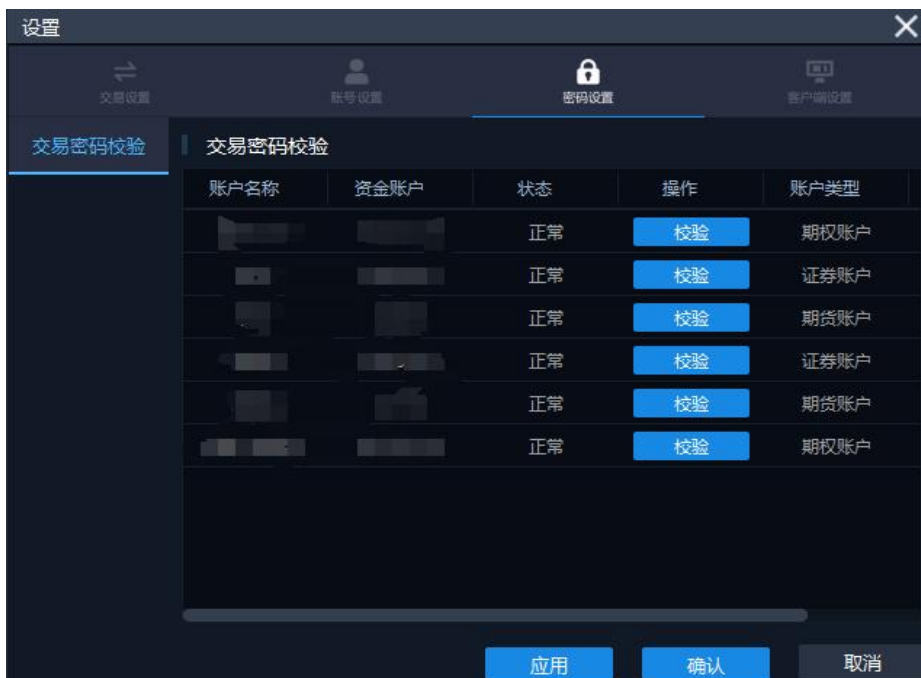 设置
交易设置 账号设置 密码设置 客户端设置
交易密码校验 交易密码校验
账户名称 资金账户 状态 操作 账户类型
正常 校验 期权账户
正常 校验 证券账户
正常 校验 期货账户
正常 校验 证券账户
正常 校验 期货账户
正常 校验 期权账户
应用 确认 取消